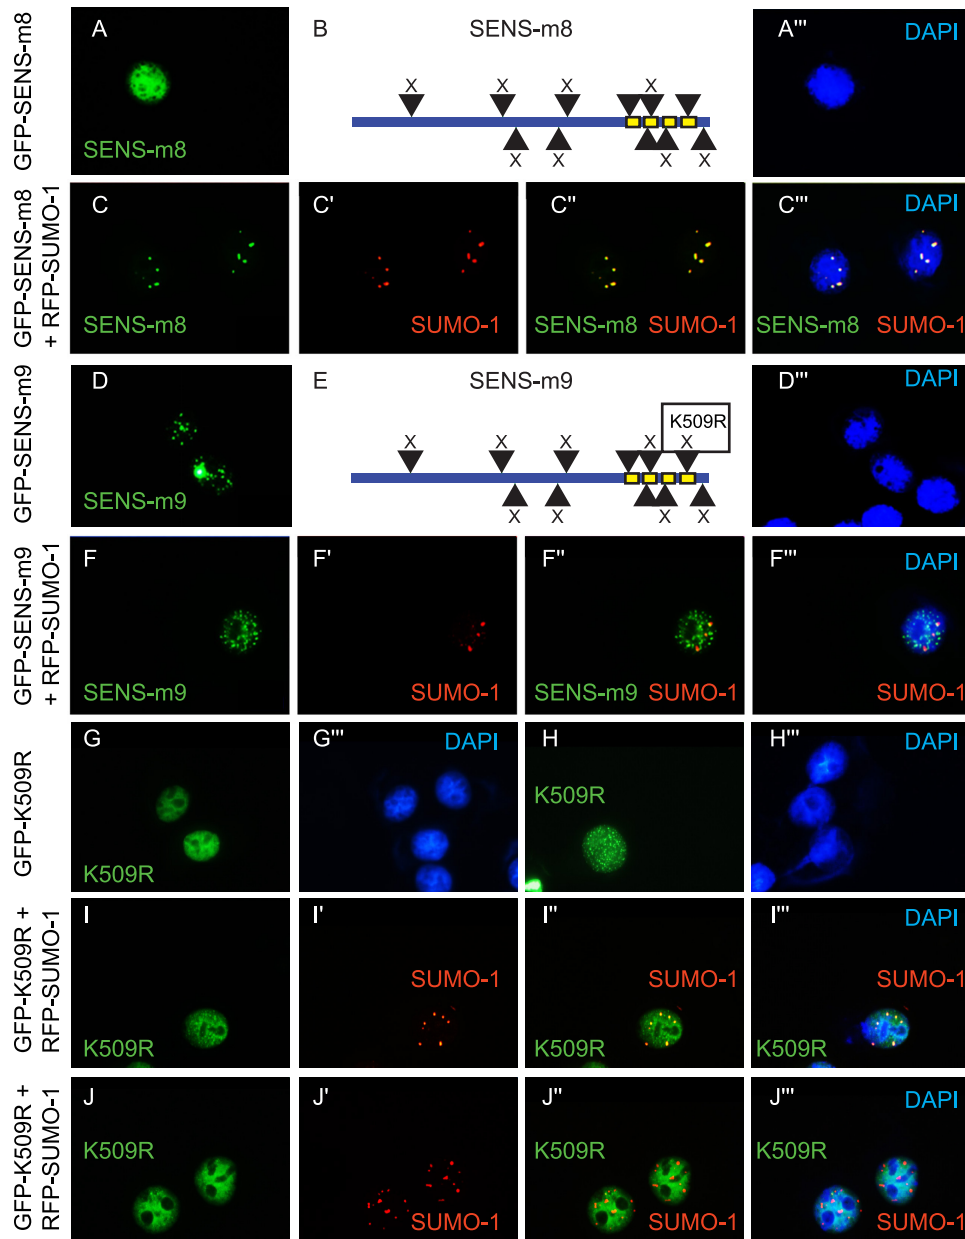 GFP-SENS-m8
A
SENS-m8
B
SENS-m8
X
X
X
X
X
X
X
X
A'''
DAPI
GFP-SENS-m8
+ RFP-SUMO-1
C
SENS-m8
C'
SUMO-1
C''
SENS-m8 SUMO-1
C'''
DAPI
SENS-m8 SUMO-1
GFP-SENS-m9
D
SENS-m9
E
SENS-m9
K509R
X
X
X
X
X
X
X
X
X
D'''
DAPI
GFP-SENS-m9
+ RFP-SUMO-1
F
SENS-m9
F'
SUMO-1
F''
SENS-m9 SUMO-1
F'''
DAPI
SUMO-1
GFP-K509R
G
K509R
G'''
DAPI
H
K509R
H'''
DAPI
GFP-K509R +
RFP-SUMO-1
I
K509R
I'
SUMO-1
I''
SUMO-1
K509R
I'''
DAPI
SUMO-1
K509R
GFP-K509R +
RFP-SUMO-1
J
K509R
J'
SUMO-1
J''
K509R
SUMO-1
J'''
DAPI
K509R
SUMO-1